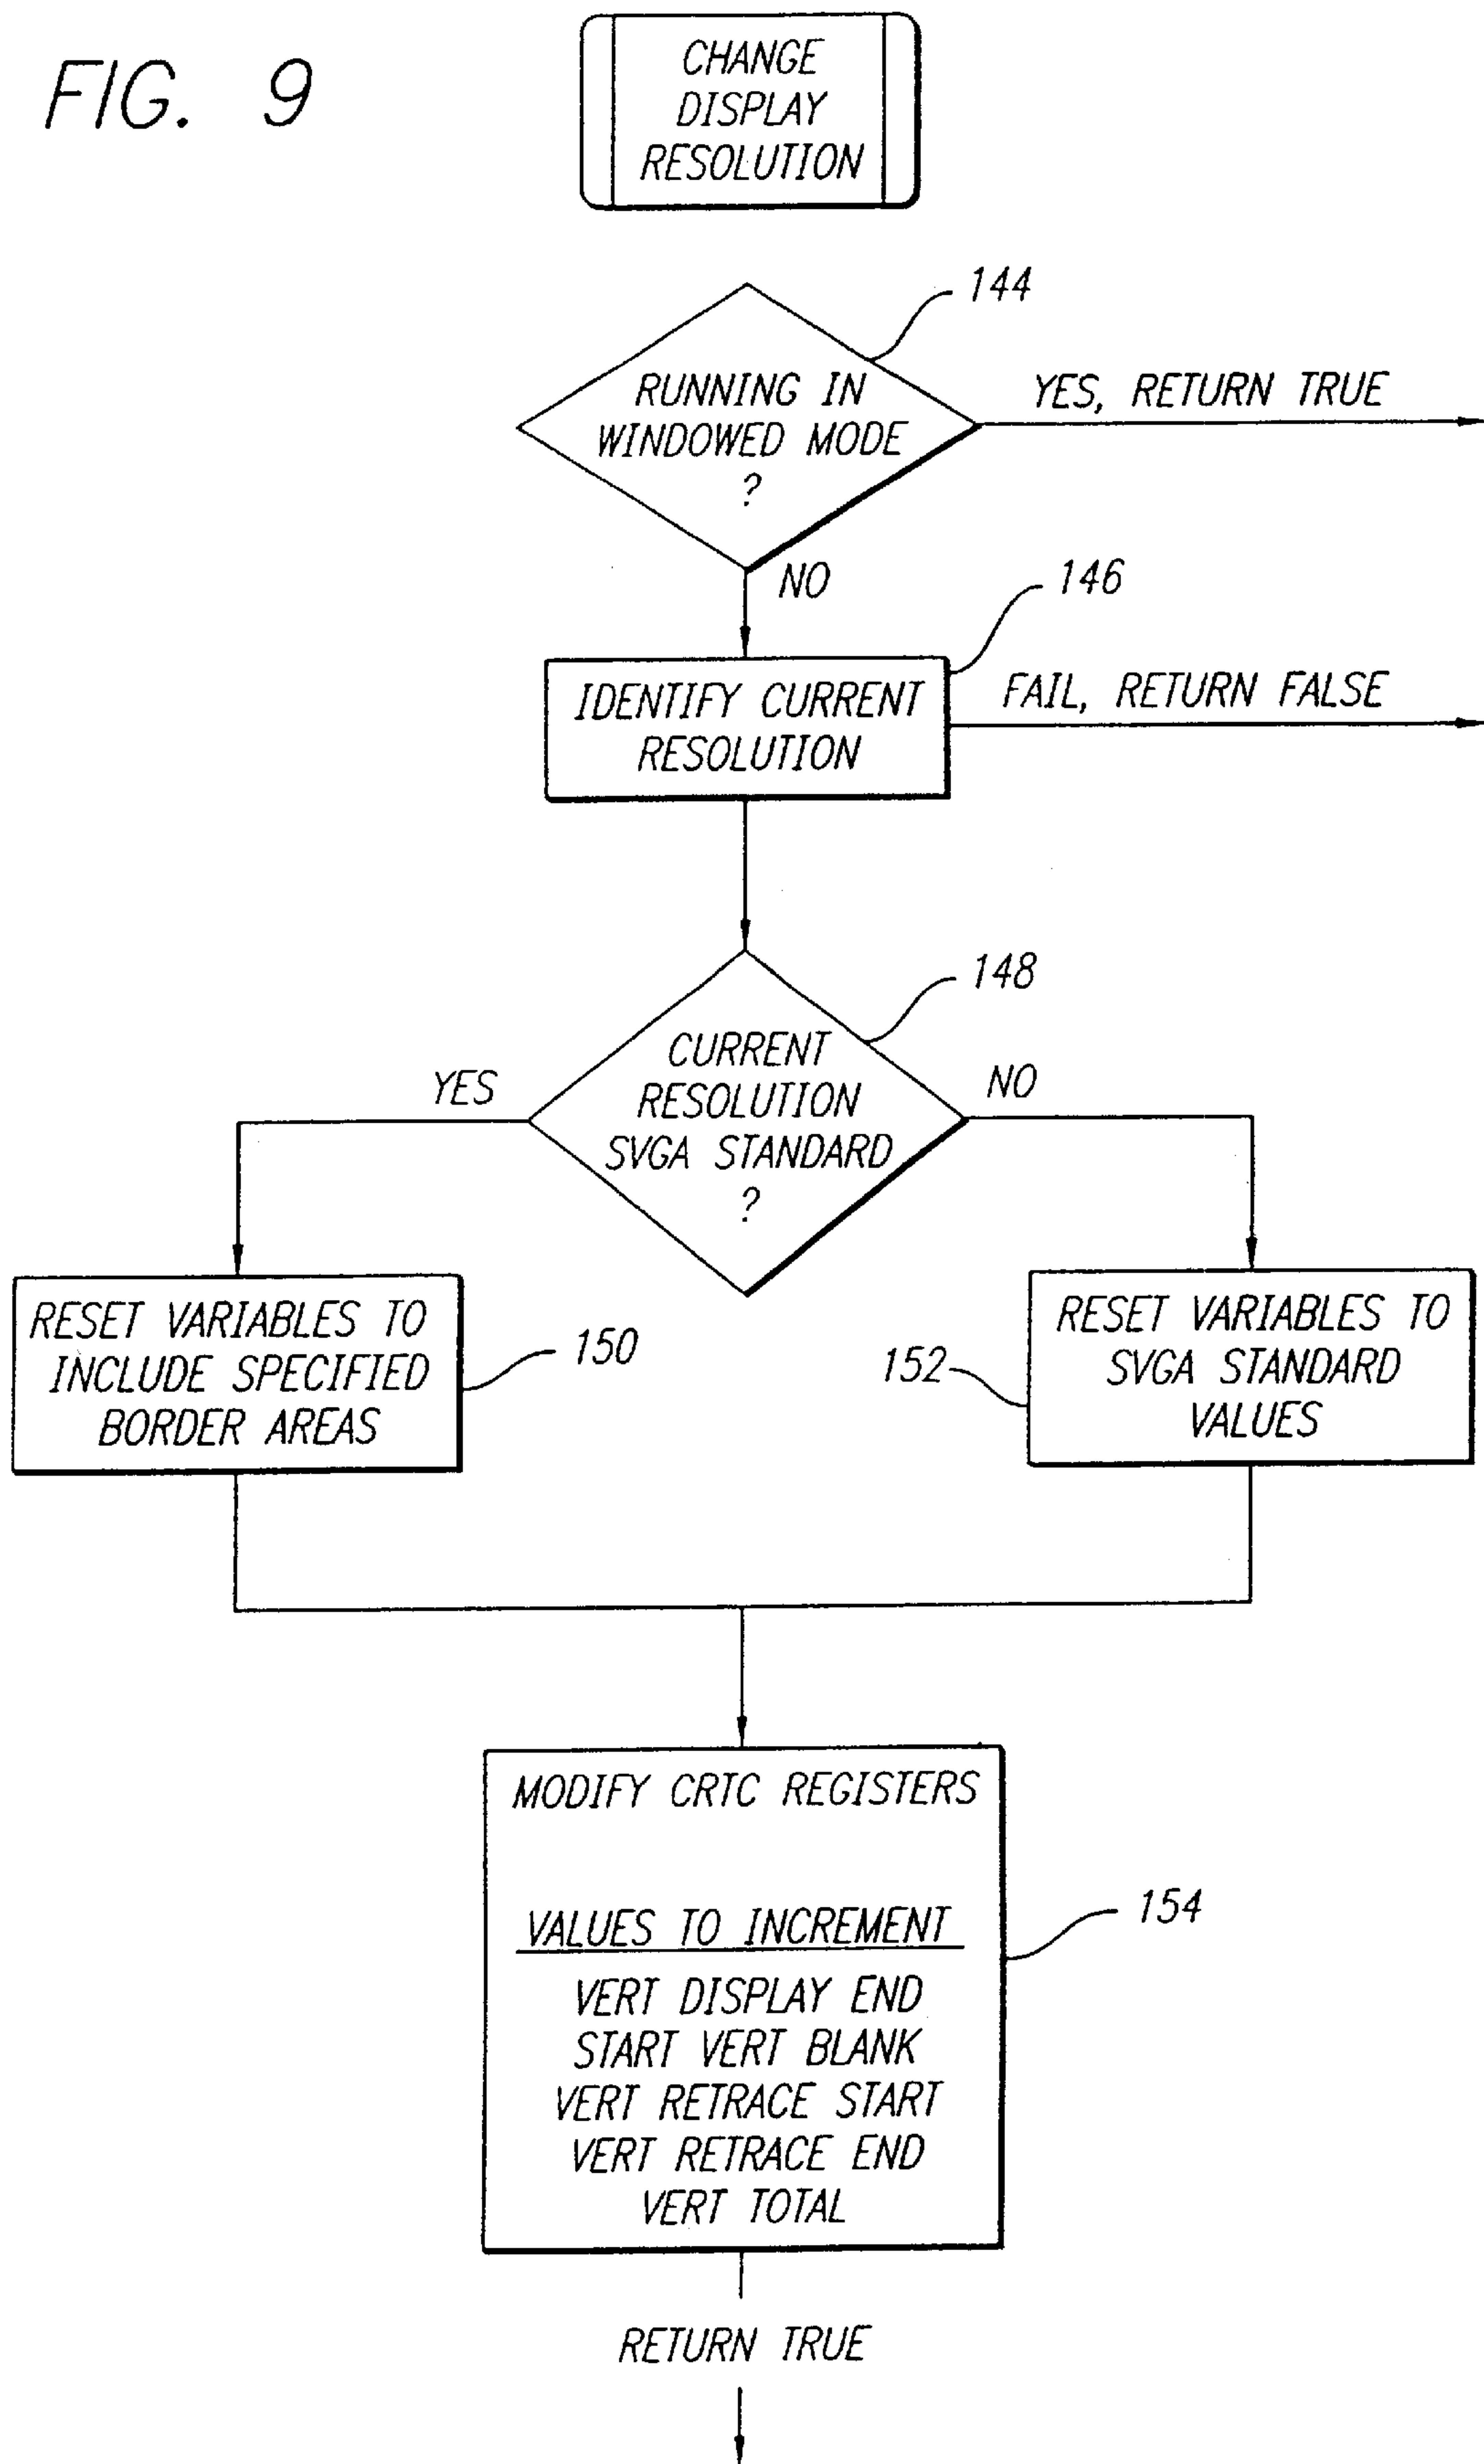 FIG. 9
CHANGE
DISPLAY
RESOLUTION
144
RUNNING IN
WINDOWED MODE
?
YES, RETURN TRUE
NO
146
IDENTIFY CURRENT
RESOLUTION
FAIL, RETURN FALSE
148
CURRENT
RESOLUTION
SVGA STANDARD
?
YES
NO
RESET VARIABLES TO
INCLUDE SPECIFIED
BORDER AREAS
150
152
RESET VARIABLES TO
SVGA STANDARD
VALUES
MODIFY CRTC REGISTERS
VALUES TO INCREMENT
VERT DISPLAY END
START VERT BLANK
VERT RETRACE START
VERT RETRACE END
VERT TOTAL
154
RETURN TRUE